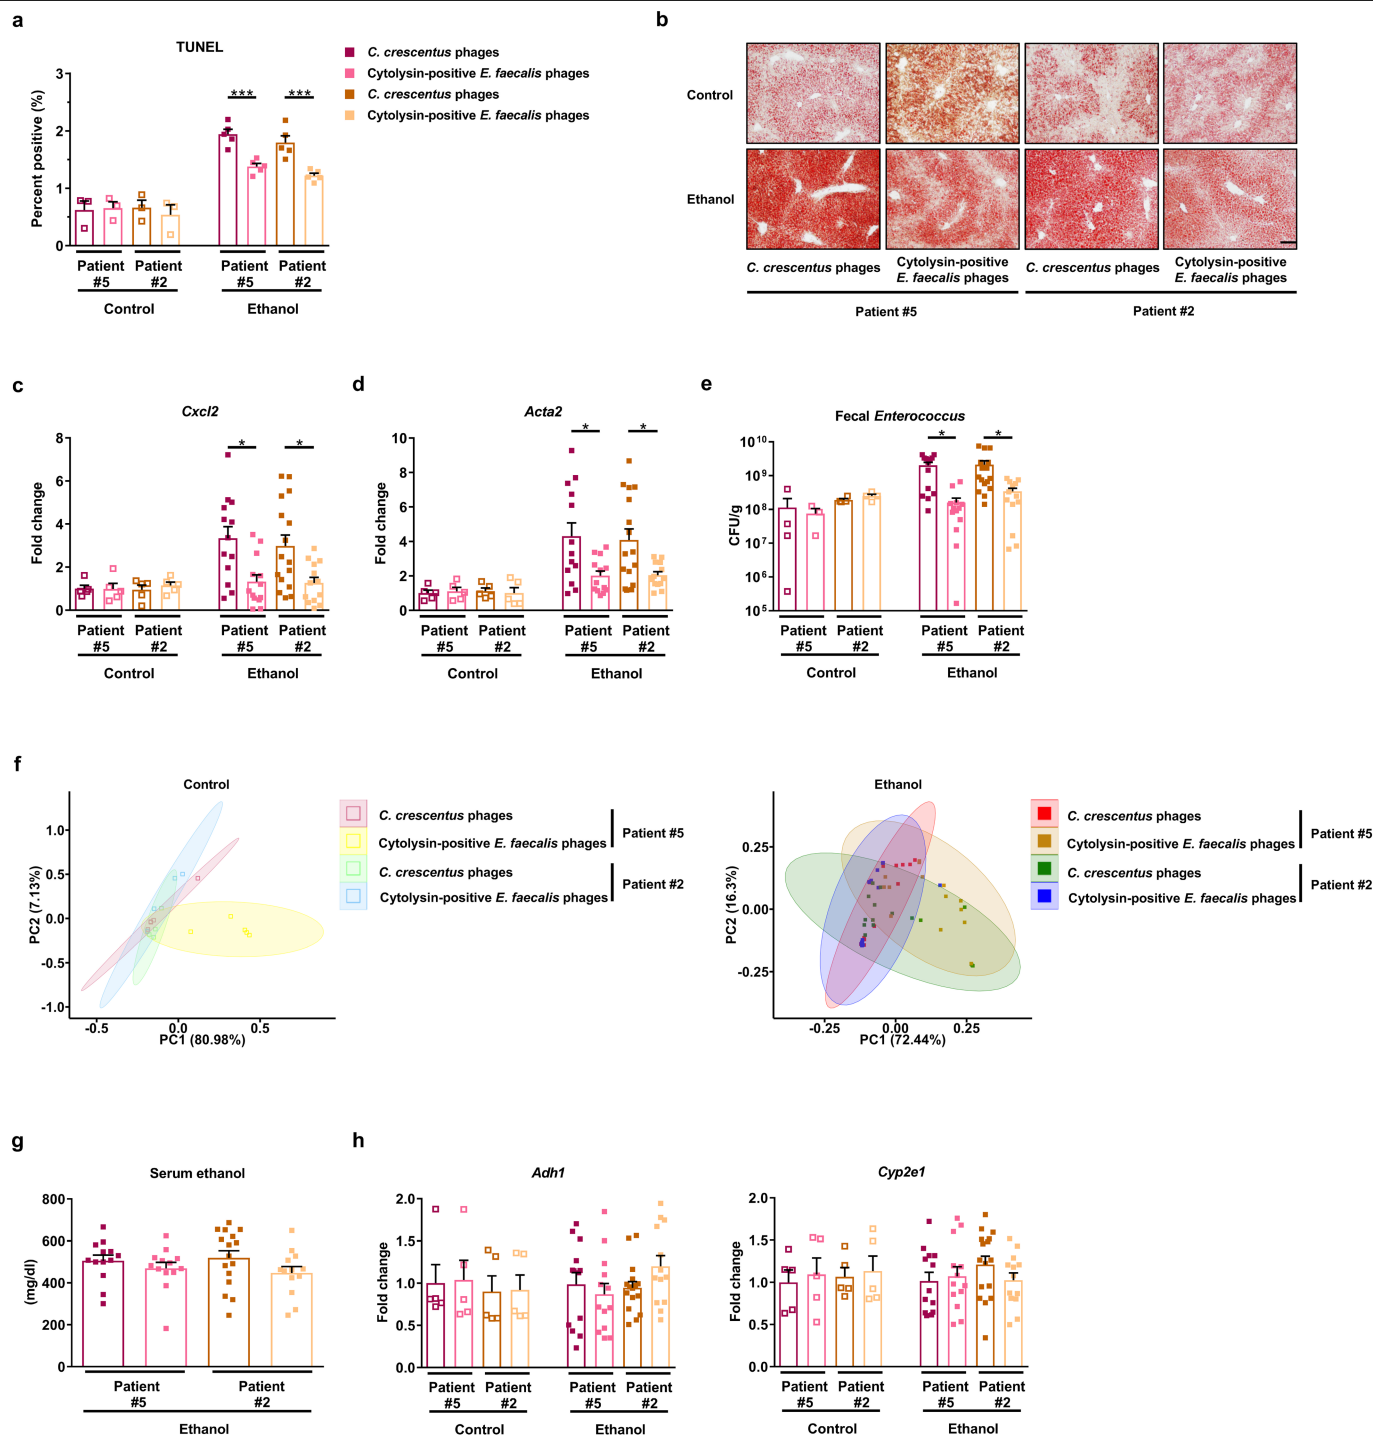 a
TUNEL
Percent positive (%)
3
2
1
0
***
***
Patient #5
Patient #2
Control
Ethanol
Patient #5
Patient #2
C. crescentus phages
Cytolysin-positive E. faecalis phages
C. crescentus phages
Cytolysin-positive E. faecalis phages
b
Control
Ethanol
C. crescentus phages
Cytolysin-positive
E. faecalis phages
C. crescentus phages
Cytolysin-positive
E. faecalis phages
Patient #5
Patient #2
c
Cxcl2
Fold change
8
6
4
2
0
*
*
Patient #5
Patient #2
Patient #5
Patient #2
Control
Ethanol
d
Acta2
Fold change
10
8
6
4
2
0
*
*
Patient #5
Patient #2
Patient #5
Patient #2
Control
Ethanol
e
Fecal Enterococcus
CFU/g
10^10
10^9
10^8
10^7
10^6
10^5
*
*
Patient #5
Patient #2
Patient #5
Patient #2
Control
Ethanol
f
Control
PC2 (7.13%)
1.0
0.5
0.0
-0.5
-1.0
-0.5
0.0
0.5
PC1 (80.98%)
C. crescentus phages
Cytolysin-positive E. faecalis phages
Patient #5
C. crescentus phages
Cytolysin-positive E. faecalis phages
Patient #2
Ethanol
PC2 (16.3%)
0.25
0.00
-0.25
-0.25
0.00
0.25
PC1 (72.44%)
C. crescentus phages
Cytolysin-positive E. faecalis phages
Patient #5
C. crescentus phages
Cytolysin-positive E. faecalis phages
Patient #2
g
Serum ethanol
(mg/dl)
800
600
400
200
0
Patient #5
Patient #2
Ethanol
h
Adh1
Fold change
2.0
1.5
1.0
0.5
0.0
Patient #5
Patient #2
Patient #5
Patient #2
Control
Ethanol
Cyp2e1
Fold change
2.0
1.5
1.0
0.5
0.0
Patient #5
Patient #2
Patient #5
Patient #2
Control
Ethanol